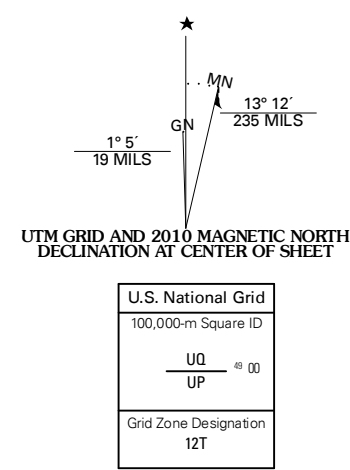 ★
MN
GN
13° 12´
235 MILS
1° 5´
19 MILS
UTM GRID AND 2010 MAGNETIC NORTH
DECLINATION AT CENTER OF SHEET
U.S. National Grid
100,000-m Square ID
UQ
UP
49 00
Grid Zone Designation
12T